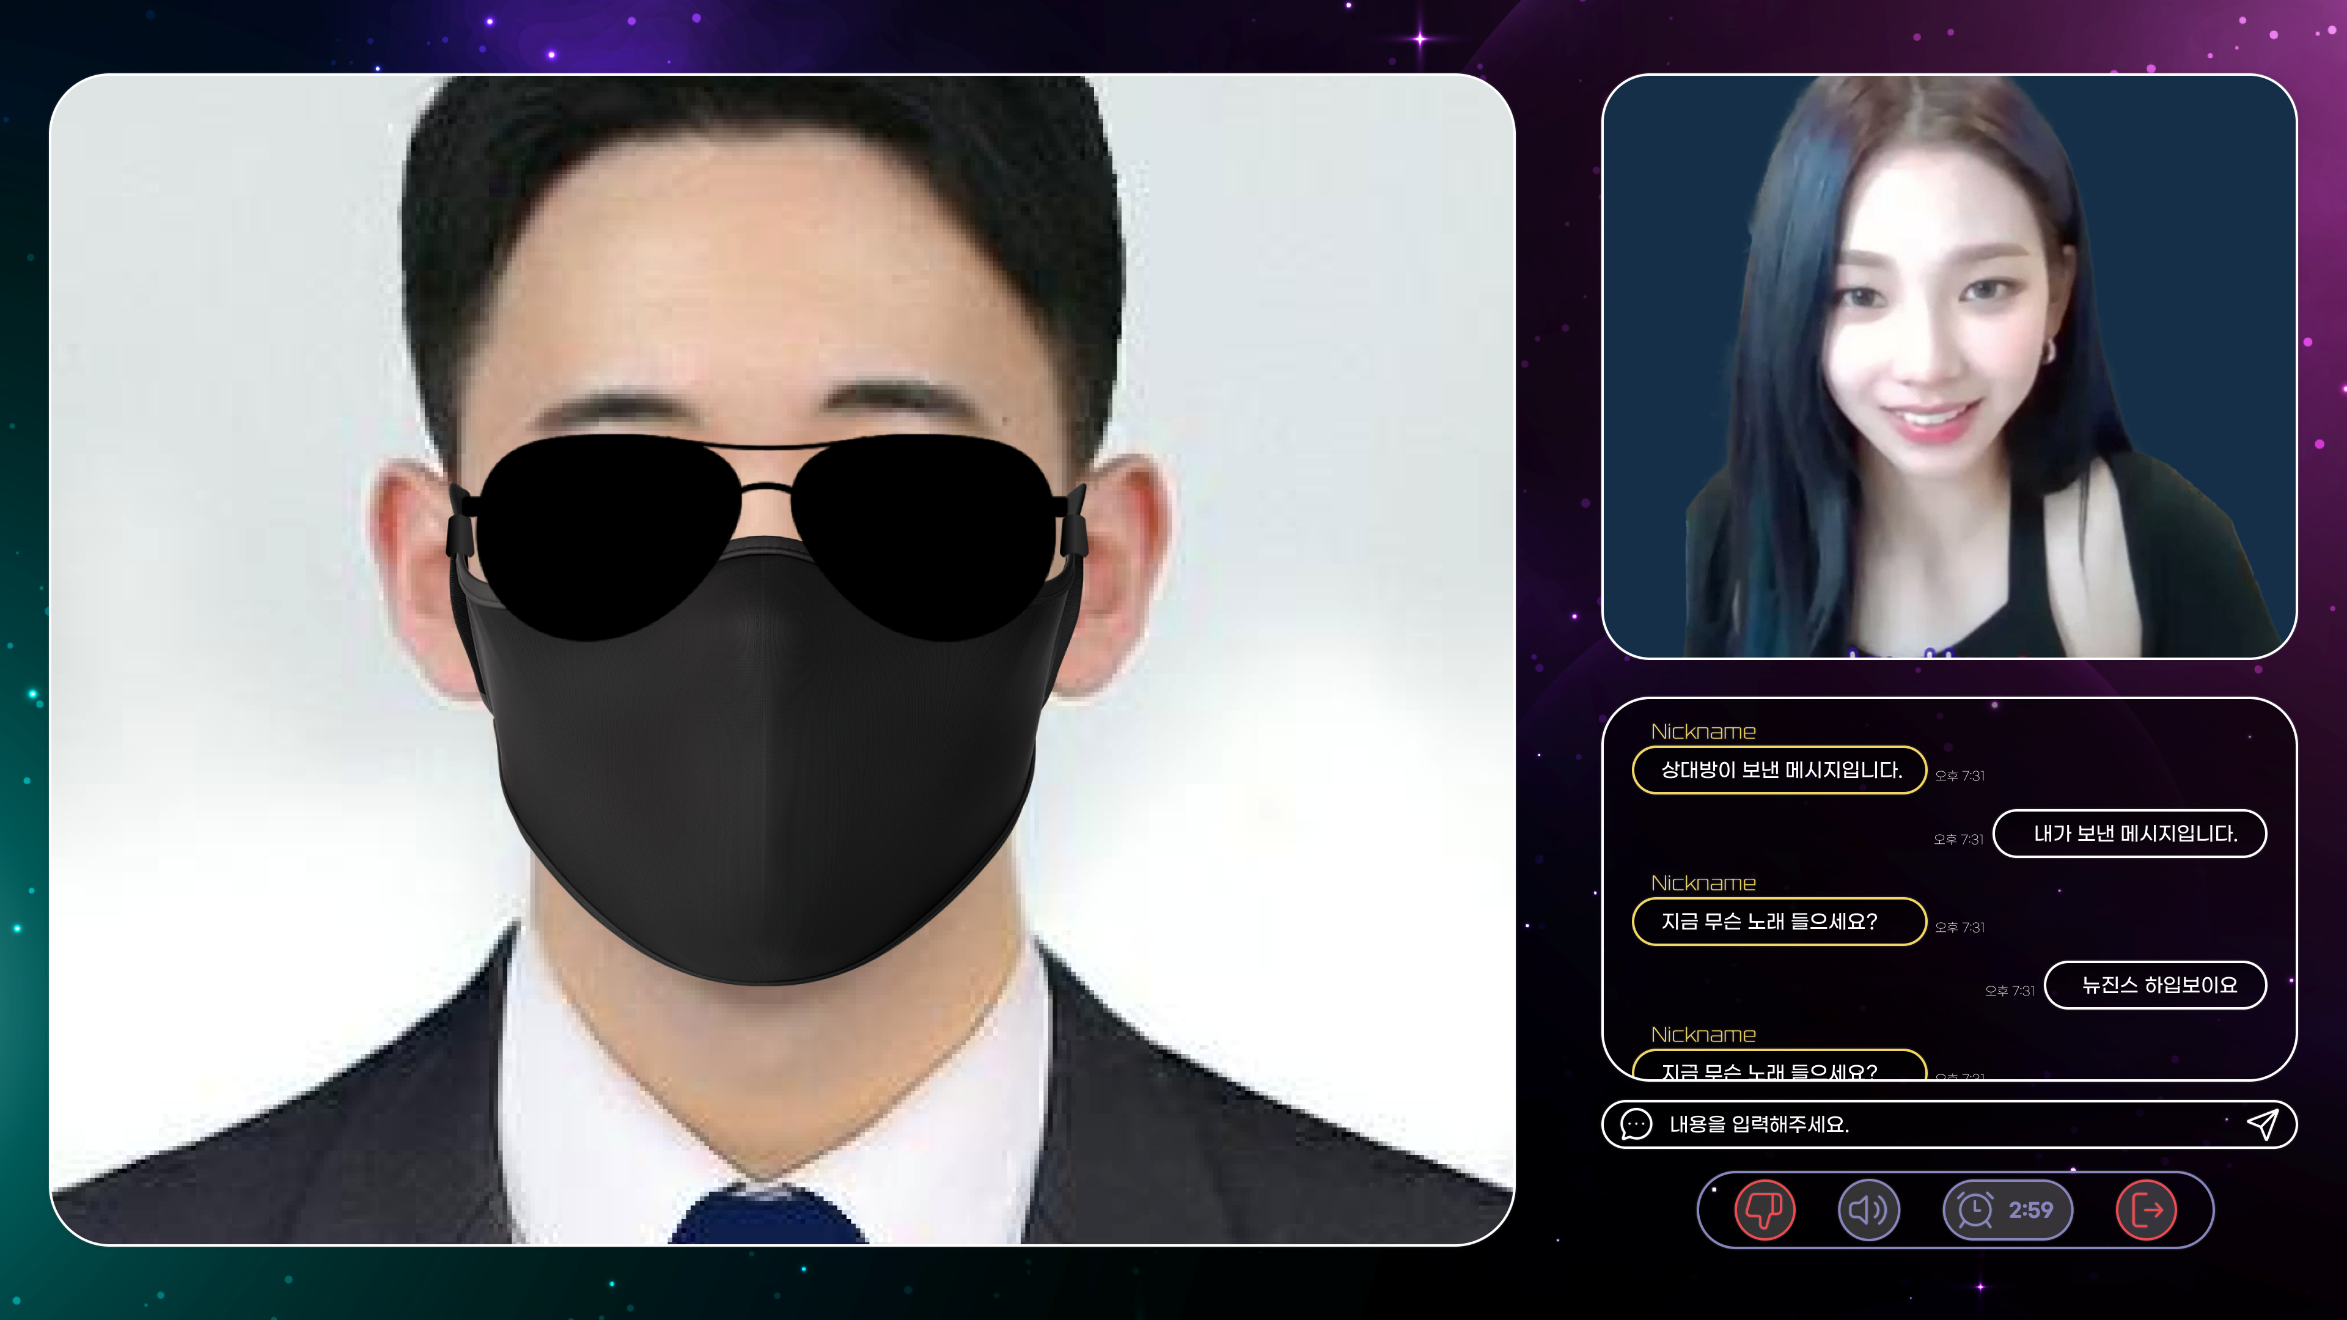 Nickname
상대방이 보낸 메시지입니다.
오후 7:31
오후 7:31
내가 보낸 메시지입니다.
Nickname
지금 무슨 노래 들으세요?
오후 7:31
오후 7:31
뉴진스 하입보이요
Nickname
지금 무슨 노래 들으세요?
오후 7:31
내용을 입력해주세요.
2:59